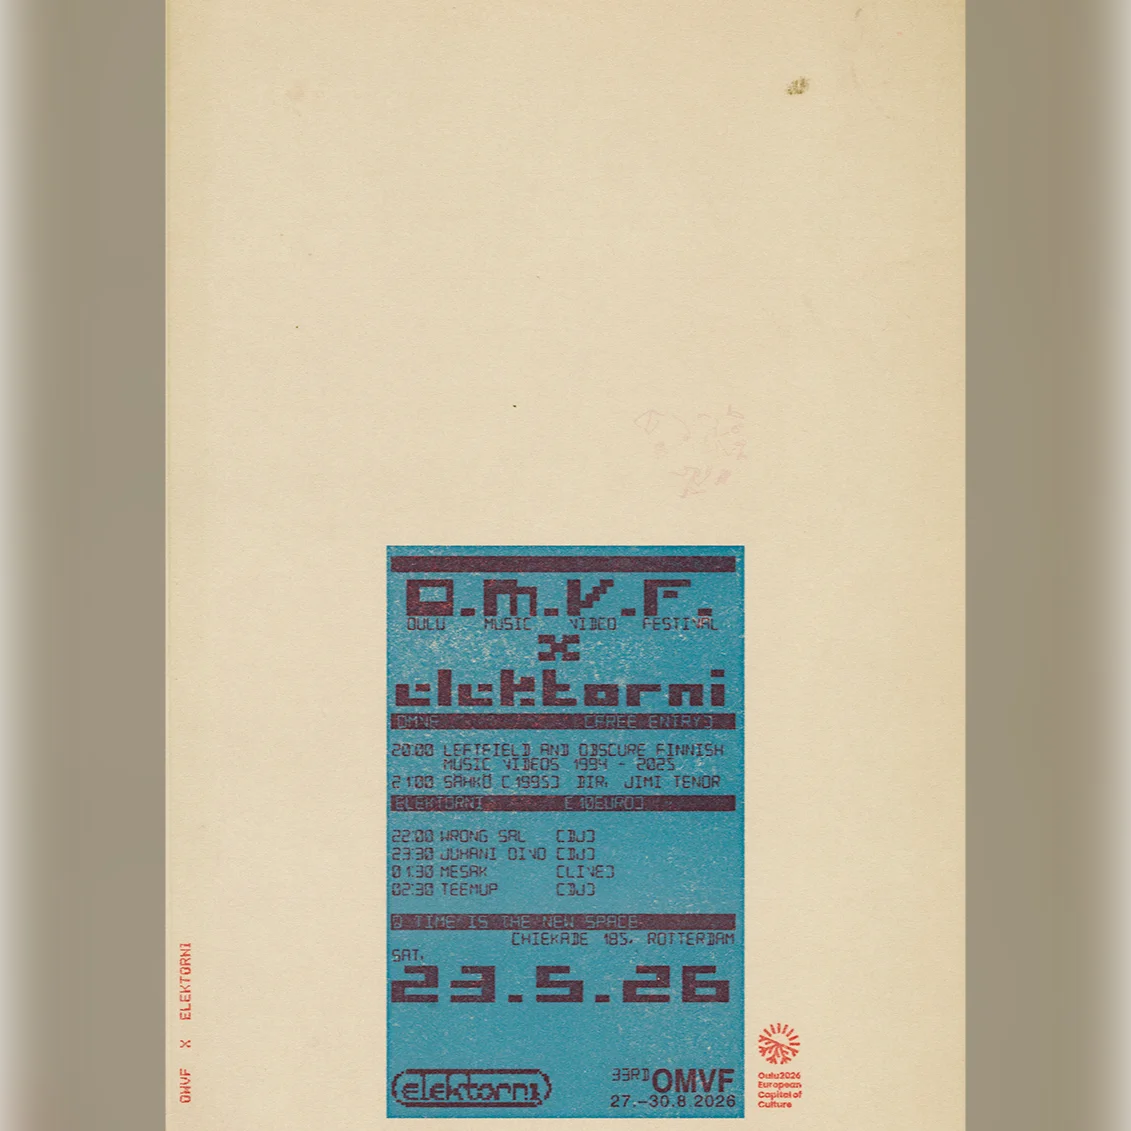 O.M.V.F.
OULU MUSIC VIDEO FESTIVAL
X
elektorni
OMVF [FREE ENTRY]
20:00 LEFTFIELD AND OBSCURE FINNISH
MUSIC VIDEOS 1994 - 2025
21:00 SÄHKÖ [1995] DIR. JIMI TENOR
ELEKTORNI [10EURO]
22:00 WRONG SAL [DJ]
23:30 JUHANI OIVO [DJ]
01:30 MESAK [LIVE]
02:30 TEEMUP [DJ]
@ TIME IS THE NEW SPACE,
185, ROTTERDAM
SAT.
23.5.26
elektorni
33RD OMVF
27.–30.8.2026
OMVF X ELEKTORNI
Oulu2026
European
Capital of
Culture